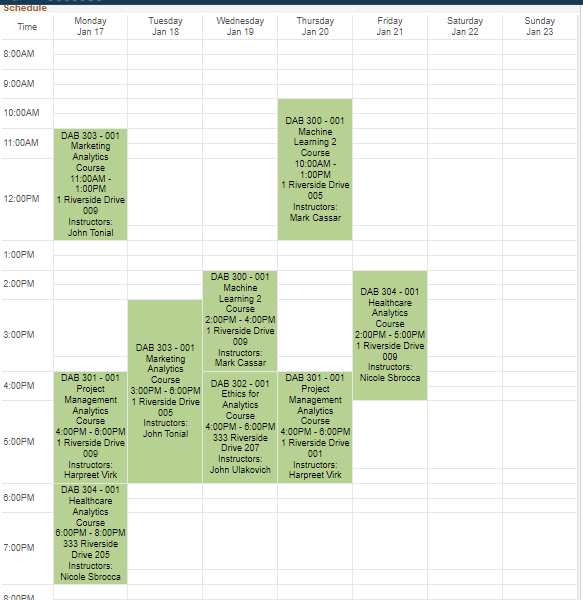 Schedule
Time
Monday
Jan 17
Tuesday
Jan 18
Wednesday
Jan 19
Thursday
Jan 20
Friday
Jan 21
Saturday
Jan 22
Sunday
Jan 23
8:00AM
9:00AM
10:00AM
11:00AM
12:00PM
1:00PM
2:00PM
3:00PM
4:00PM
5:00PM
6:00PM
7:00PM
8:00PM
DAB 303 - 001
Marketing
Analytics
Course
11:00AM -
1:00PM
1 Riverside Drive
009
Instructors:
John Tonial
DAB 301 - 001
Project
Management
Analytics
Course
4:00PM - 6:00PM
1 Riverside Drive
009
Instructors:
Harpreet Virk
DAB 304 - 001
Healthcare
Analytics
Course
6:00PM - 8:00PM
333 Riverside
Drive 205
Instructors:
Nicole Sbrocca
DAB 303 - 001
Marketing
Analytics
Course
3:00PM - 6:00PM
1 Riverside Drive
005
Instructors:
John Tonial
DAB 300 - 001
Machine
Learning 2
Course
2:00PM - 4:00PM
1 Riverside Drive
009
Instructors:
Mark Cassar
DAB 302 - 001
Ethics for
Analytics
Course
4:00PM - 6:00PM
333 Riverside
Drive 207
Instructors:
John Ulakovich
DAB 300 - 001
Machine
Learning 2
Course
10:00AM -
1:00PM
1 Riverside Drive
005
Instructors:
Mark Cassar
DAB 301 - 001
Project
Management
Analytics
Course
4:00PM - 6:00PM
1 Riverside Drive
001
Instructors:
Harpreet Virk
DAB 304 - 001
Healthcare
Analytics
Course
2:00PM - 5:00PM
1 Riverside Drive
009
Instructors:
Nicole Sbrocca